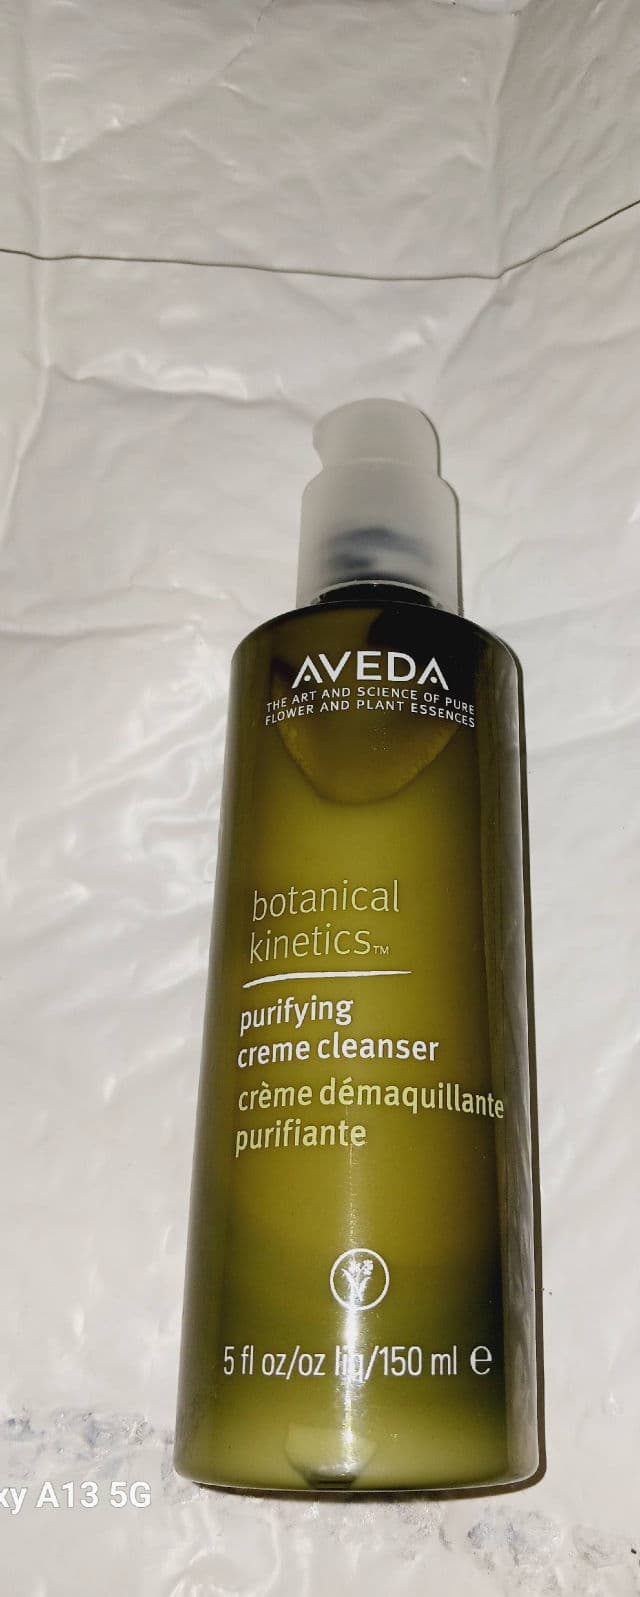 AVEDA
THE ART AND SCIENCE OF PURE
FLOWER AND PLANT ESSENCES
botanical
kinetics™
purifying
creme cleanser
crème démaquillante
purifiante
5 fl oz/oz liq/150 ml e
A13 5G